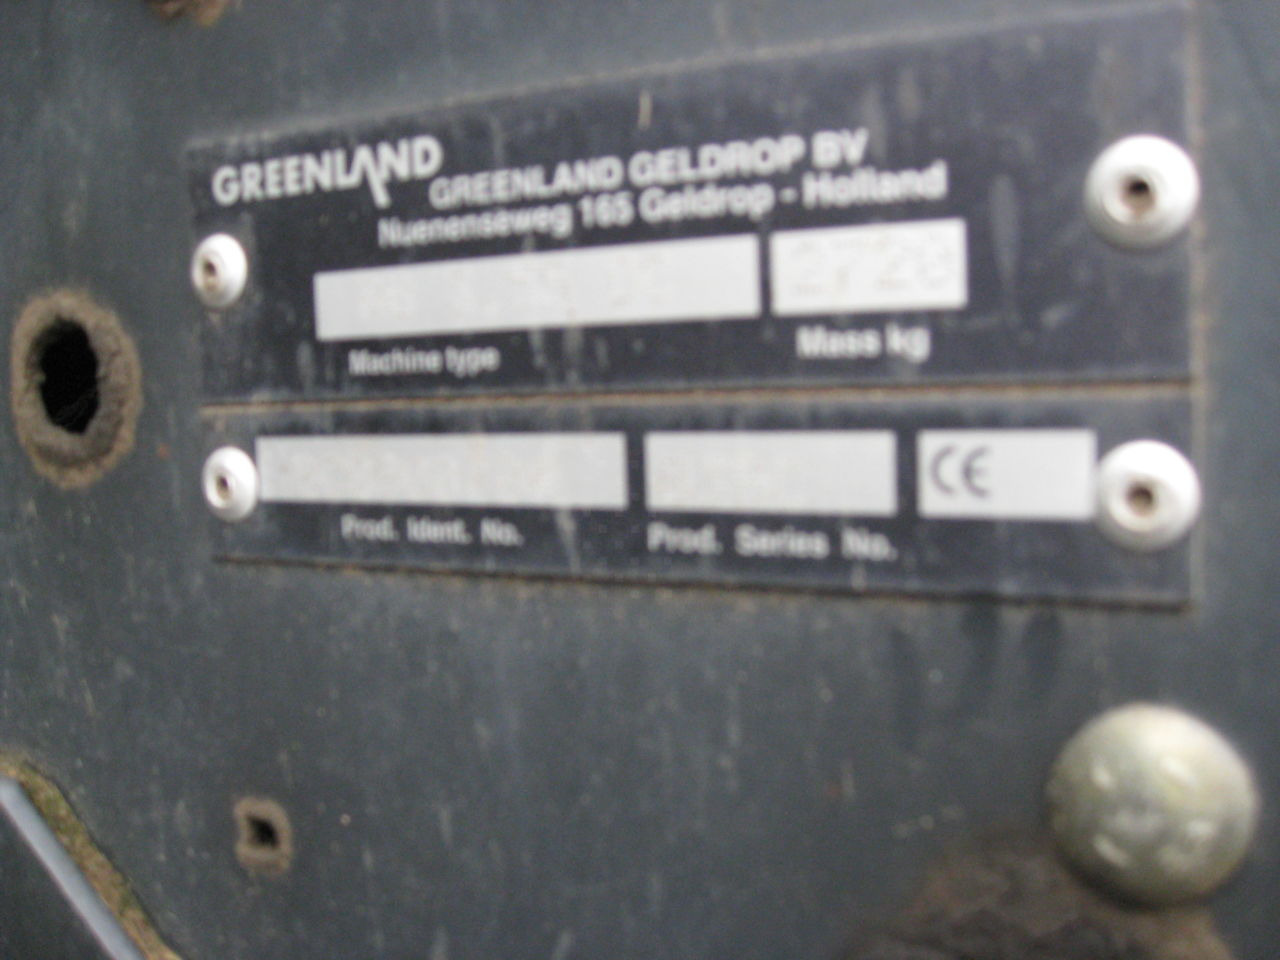 GREENLAND
GREENLAND GELDROP BV
Nuenenseweg 165 Geldrop - Holland
Machine type
Mass kg
CE
Prod. Ident. No.
Prod. Series No.